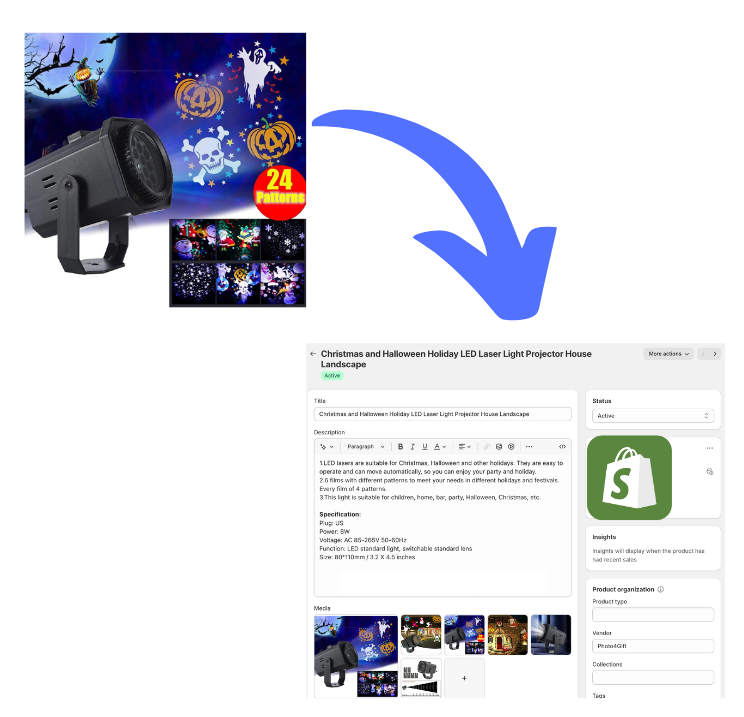 24
Patterns
← Christmas and Halloween Holiday LED Laser Light Projector House
Landscape
Active
More actions
Title
Christmas and Halloween Holiday LED Laser Light Projector House Landscape
Description
Paragraph
B I U A
1.LED lasers are suitable for Christmas, Halloween and other holidays. They are easy to
operate and can move automatically, so you can enjoy your party and holiday.
2.6 films with different patterns to meet your needs in different holidays and festivals.
Every film of 4 patterns.
3.This light is suitable for children, home, bar, party, Halloween, Christmas, etc.
Specification:
Plug: US
Power: 8W
Voltage: AC 85-265V 50-60Hz
Function: LED standard light, switchable standard lens
Size: 80*110mm / 3.2 X 4.5 inches
Media
+
Status
Active
S
Insights
Insights will display when the product has
had recent sales
Product organization
Product type
Vendor
Photo4Gift
Collections
Tags